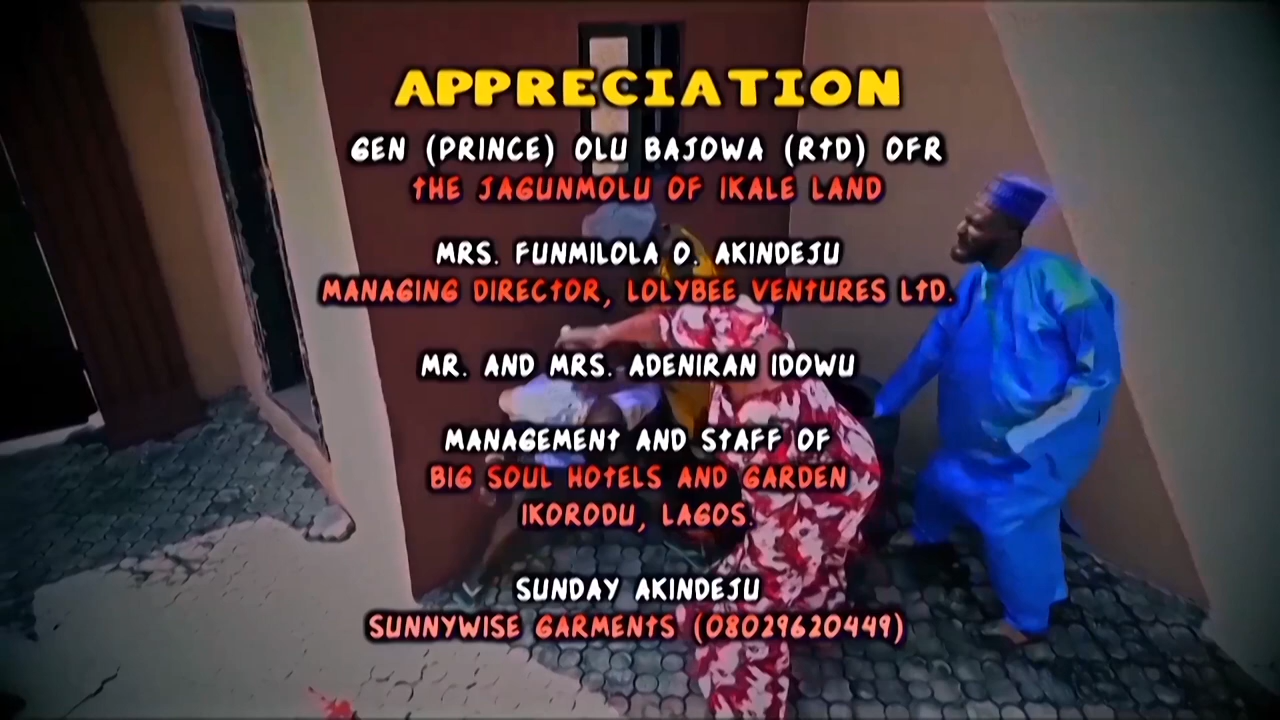 APPRECIATION
GEN (PRINCE) OLU BAJOWA (RTD) OFR
THE JAGUNMOLU OF IKALE LAND
MRS. FUNMILOLA O. AKINDEJU
MANAGING DIRECTOR, LOLYBEE VENTURES LTD.
MR. AND MRS. ADENIRAN IDOWU
MANAGEMENT AND STAFF OF
BIG SOUL HOTELS AND GARDEN
IKORODU, LAGOS.
SUNDAY AKINDEJU
SUNNYWISE GARMENTS (08029620449)